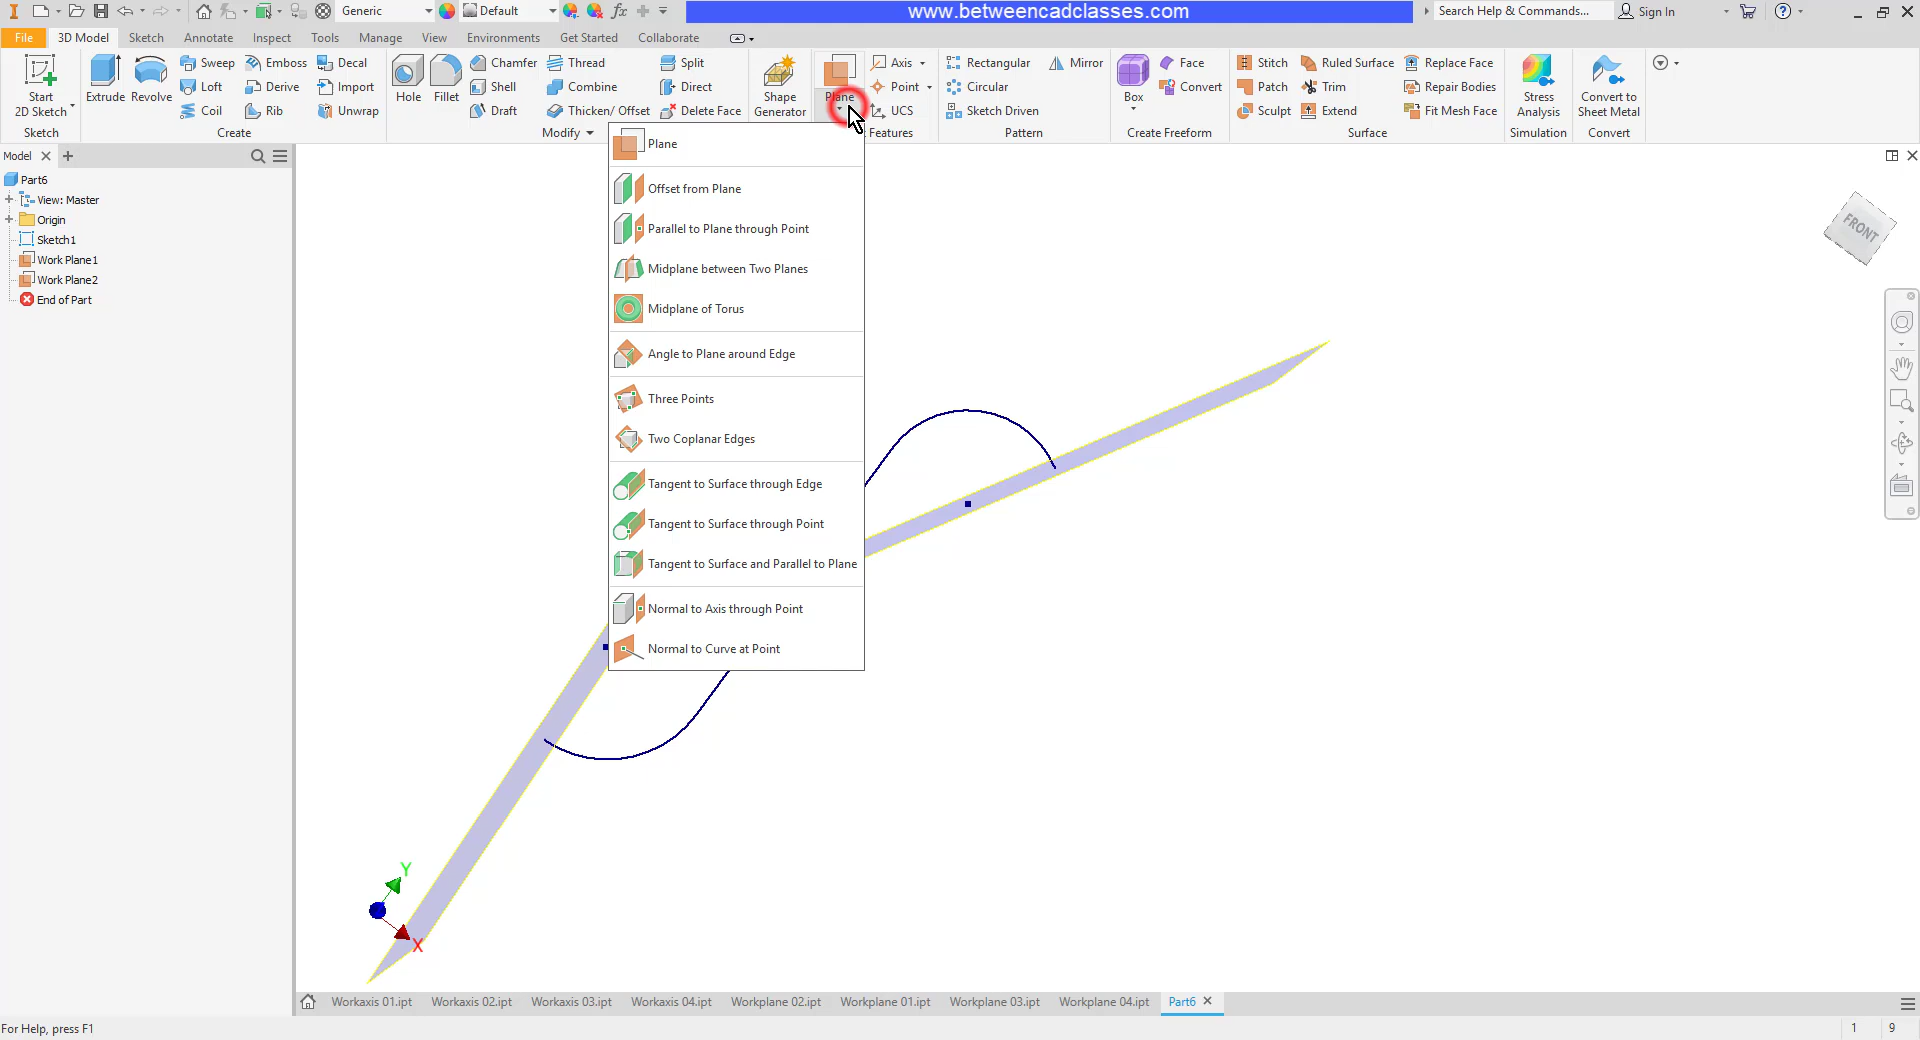 Generic
Default
fx
www.betweencadclasses.com
Search Help & Commands...
Sign In
File
3D Model
Sketch
Annotate
Inspect
Tools
Manage
View
Environments
Get Started
Collaborate
Start
2D Sketch
Sketch
Extrude
Revolve
Sweep
Loft
Coil
Emboss
Derive
Rib
Decal
Import
Unwrap
Create
Hole
Fillet
Chamfer
Shell
Draft
Thread
Combine
Thicken/ Offset
Split
Direct
Delete Face
Modify
Shape
Generator
Plane
Axis
Point
UCS
Features
Rectangular
Circular
Sketch Driven
Mirror
Pattern
Box
Face
Convert
Create Freeform
Stitch
Patch
Sculpt
Ruled Surface
Trim
Extend
Replace Face
Repair Bodies
Fit Mesh Face
Surface
Stress
Analysis
Simulation
Convert to
Sheet Metal
Convert
Model
Part6
View: Master
Origin
Sketch1
Work Plane1
Work Plane2
End of Part
Plane
Offset from Plane
Parallel to Plane through Point
Midplane between Two Planes
Midplane of Torus
Angle to Plane around Edge
Three Points
Two Coplanar Edges
Tangent to Surface through Edge
Tangent to Surface through Point
Tangent to Surface and Parallel to Plane
Normal to Axis through Point
Normal to Curve at Point
FRONT
Y
X
Workaxis 01.ipt
Workaxis 02.ipt
Workaxis 03.ipt
Workaxis 04.ipt
Workplane 02.ipt
Workplane 01.ipt
Workplane 03.ipt
Workplane 04.ipt
Part6
For Help, press F1
1
9